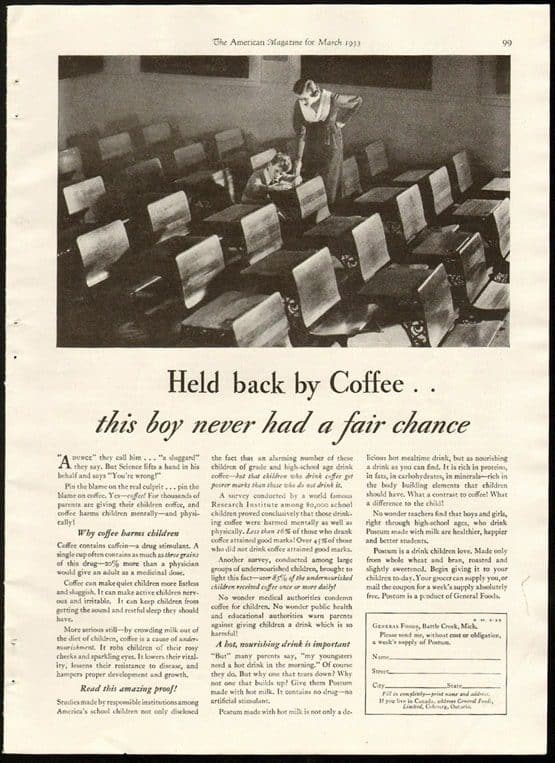 The American Magazine for March 1933
99
Held back by Coffee . .
this boy never had a fair chance
"A DUNCE" they call him . . . "a sluggard"
they say. But Science lifts a hand in his
behalf and says "You're wrong!"
Pin the blame on the real culprit . . . pin the
blame on coffee. Yes—coffee! For thousands of
parents are giving their children coffee, and
coffee harms children mentally—and physi-
cally!
Why coffee harms children
Coffee contains caffein—a drug stimulant. A
single cup often contains as much as three grains
of this drug—20% more than a physician
would give an adult as a medicinal dose.
Coffee can make quiet children more listless
and sluggish. It can make active children nerv-
ous and irritable. It can keep children from
getting the sound and restful sleep they should
have.
More serious still—by crowding milk out of
the diet of children, coffee is a cause of under-
nourishment. It robs children of their rosy
cheeks and sparkling eyes. It lowers their vital-
ity, lessens their resistance to disease, and
hampers proper development and growth.
Read this amazing proof!
Studies made by responsible institutions among
America's school children not only disclosed
the fact that an alarming number of these
children of grade and high-school age drink
coffee—but that children who drink coffee get
poorer marks than those who do not drink it.
A survey conducted by a world famous
Research Institute among 80,000 school
children proved conclusively that those drink-
ing coffee were harmed mentally as well as
physically. Less than 16% of those who drank
coffee attained good marks! Over 45% of those
who did not drink coffee attained good marks.
Another survey, conducted among large
groups of undernourished children, brought to
light this fact—over 85% of the undernourished
children received coffee once or more daily!
No wonder medical authorities condemn
coffee for children. No wonder public health
and educational authorities warn parents
against giving children a drink which is so
harmful!
A hot, nourishing drink is important
"But" many parents say, "my youngsters
need a hot drink in the morning." Of course
they do. But why one that tears down? Why
not one that builds up? Give them Postum
made with hot milk. It contains no drug—no
artificial stimulant.
Postum made with hot milk is not only a de-
licious hot mealtime drink, but as nourishing
a drink as you can find. It is rich in proteins,
in fats, in carbohydrates, in minerals—rich in
the body building elements that children
should have. What a contrast to coffee! What
a difference to the child!
No wonder teachers find that boys and girls,
right through high-school ages, who drink
Postum made with milk are healthier, happier
and better students.
Postum is a drink children love. Made only
from whole wheat and bran, roasted and
slightly sweetened. Begin giving it to your
children to-day. Your grocer can supply you, or
mail the coupon for a week's supply absolutely
free. Postum is a product of General Foods.
GENERAL FOODS, Battle Creek, Mich.
Please send me, without cost or obligation,
a week's supply of Postum.
Name
Street
City State
Fill in completely—print name and address.
If you live in Canada, address General Foods,
Limited, Cobourg, Ontario.